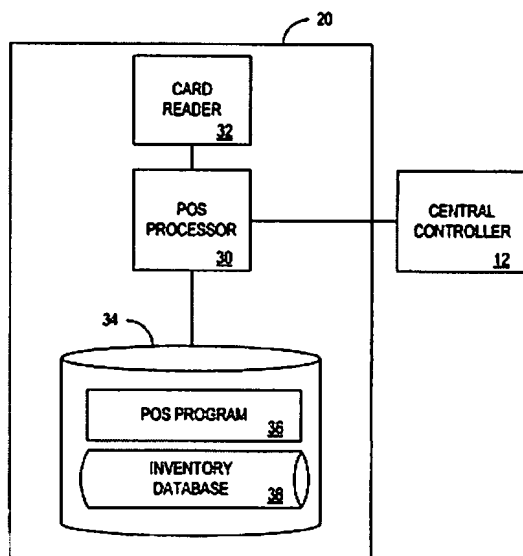 20
CARD
READER
32
POS
PROCESSOR
30
CENTRAL
CONTROLLER
12
34
POS PROGRAM
36
INVENTORY
DATABASE
38